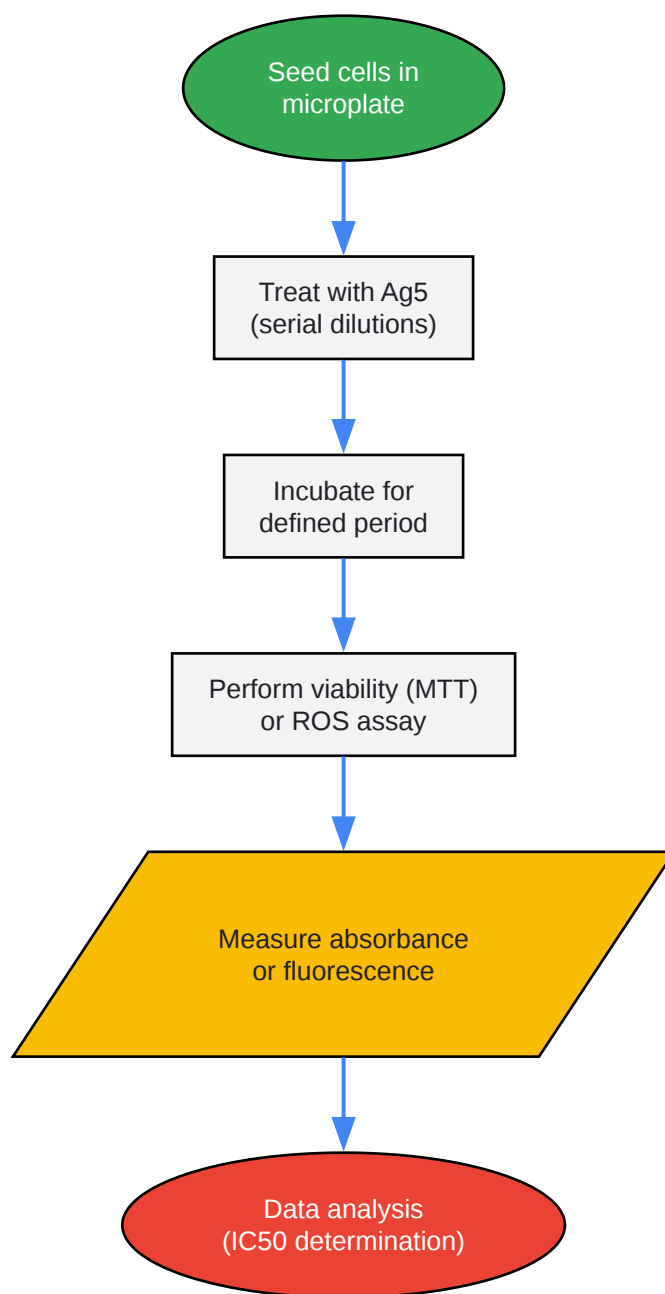 Seed cells in
microplate
Treat with Ag5
(serial dilutions)
Incubate for
defined period
Perform viability (MTT)
or ROS assay
Measure absorbance
or fluorescence
Data analysis
(IC50 determination)